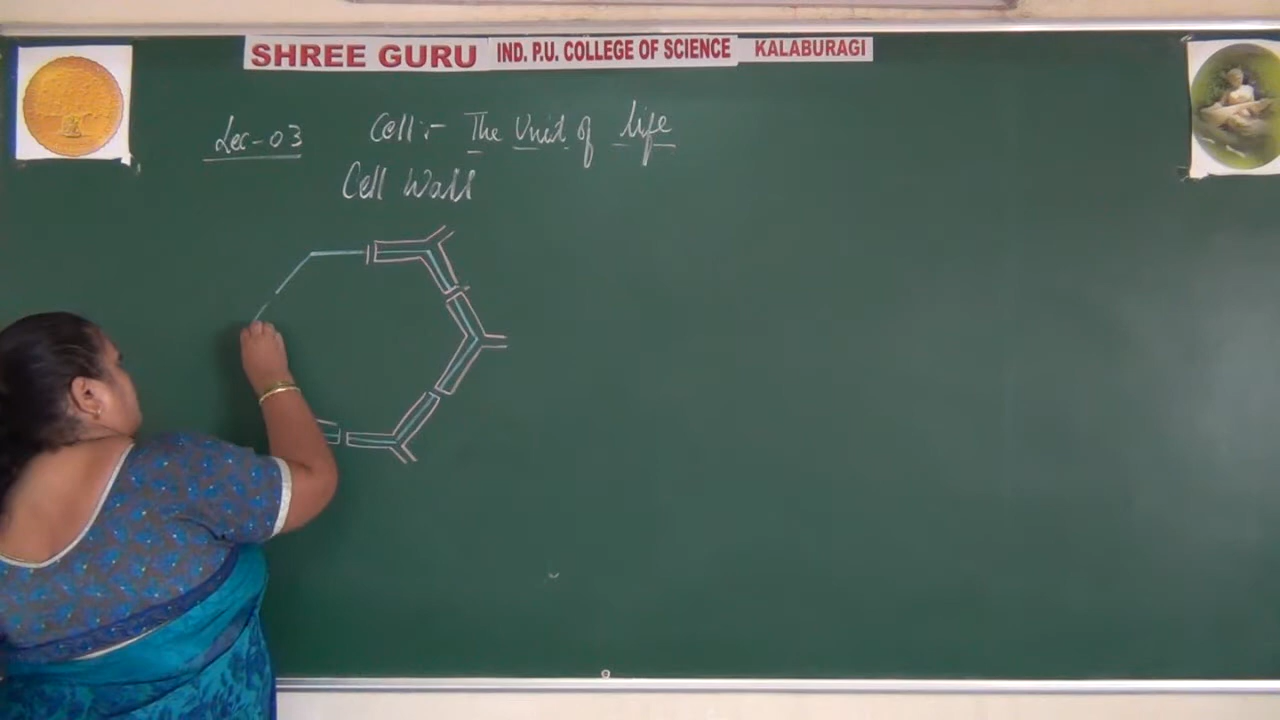 SHREE GURU IND. P.U. COLLEGE OF SCIENCE KALABURAGI
Lec-03 Cell:- The Unit of life
Cell Wall